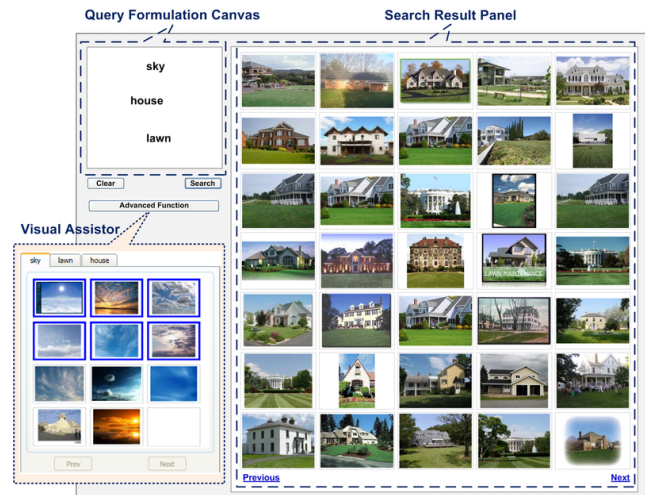 Query Formulation Canvas
Search Result Panel
sky
house
lawn
Clear
Search
Advanced Function
Visual Assistor
sky
lawn
house
LAWN MAINTENANCE
Prev
Next
Previous
Next